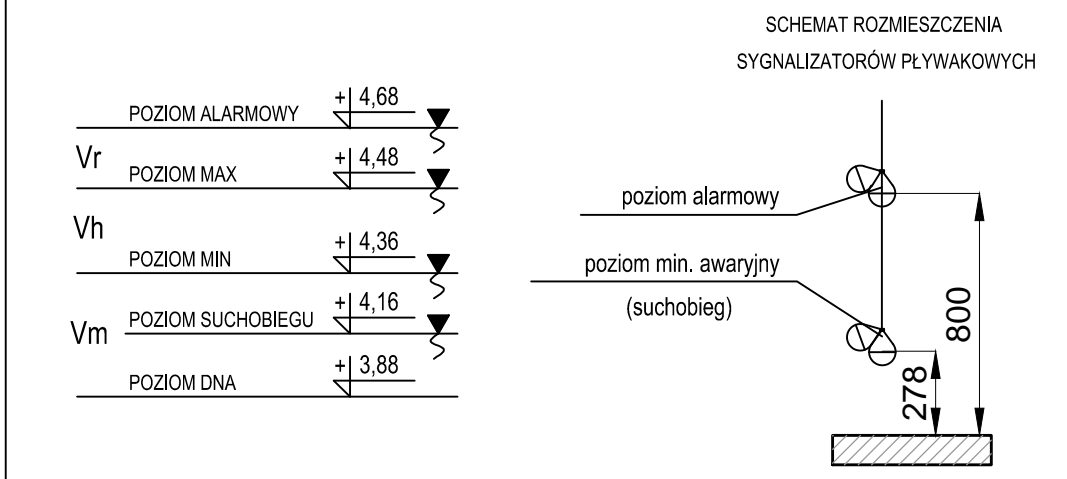 SCHEMAT ROZMIESZCZENIA
SYGNALIZATORÓW PŁYWAKOWYCH
POZIOM ALARMOWY + 4,68
Vr
POZIOM MAX + 4,48
Vh
POZIOM MIN + 4,36
Vm
POZIOM SUCHOBIEGU + 4,16
POZIOM DNA + 3,88
poziom alarmowy
poziom min. awaryjny
(suchobieg)
800
278